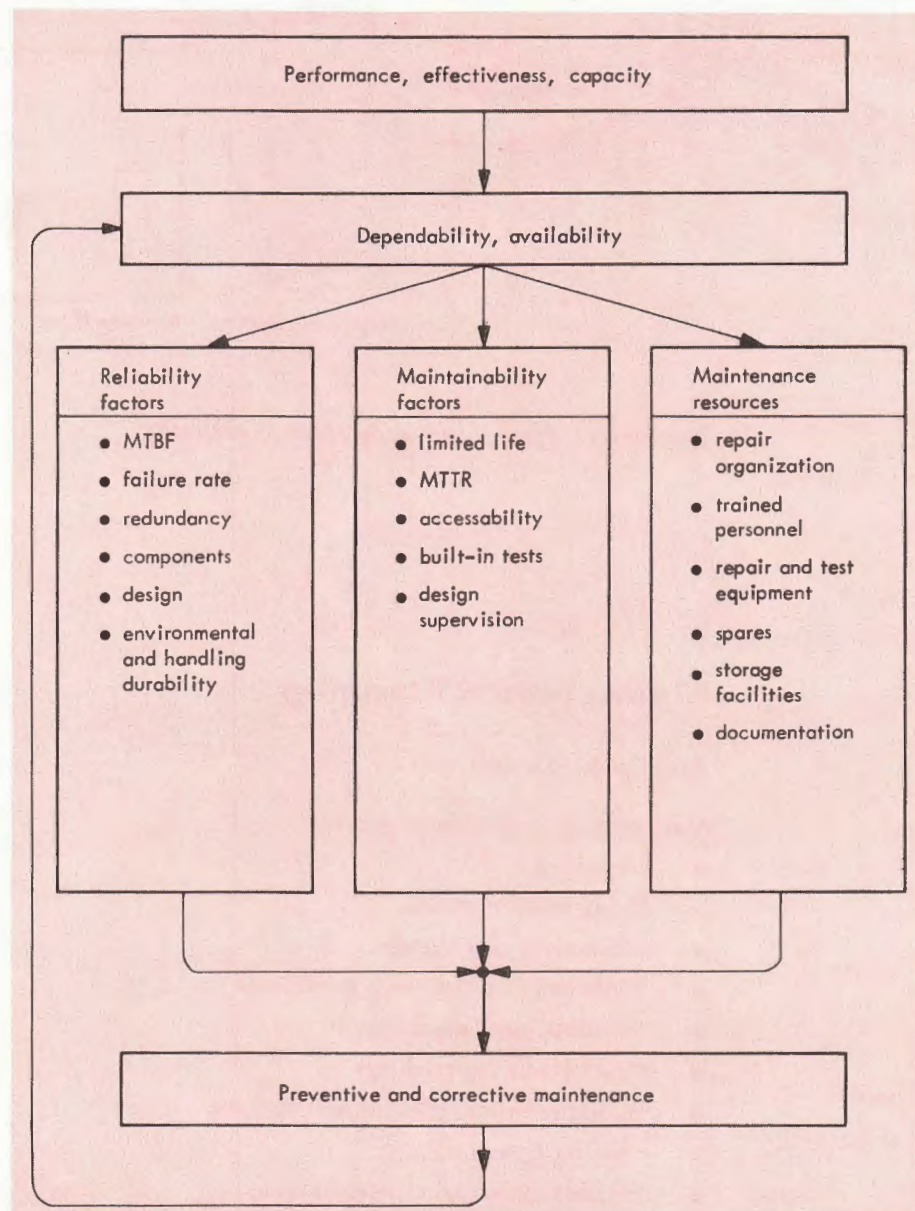 Performance, effectiveness, capacity
Dependability, availability
Reliability
factors
• MTBF
• failure rate
• redundancy
• components
• design
• environmental
and handling
durability
Maintainability
factors
• limited life
• MTTR
• accessability
• built-in tests
• design
supervision
Maintenance
resources
• repair
organization
• trained
personnel
• repair and test
equipment
• spares
• storage
facilities
• documentation
Preventive and corrective maintenance